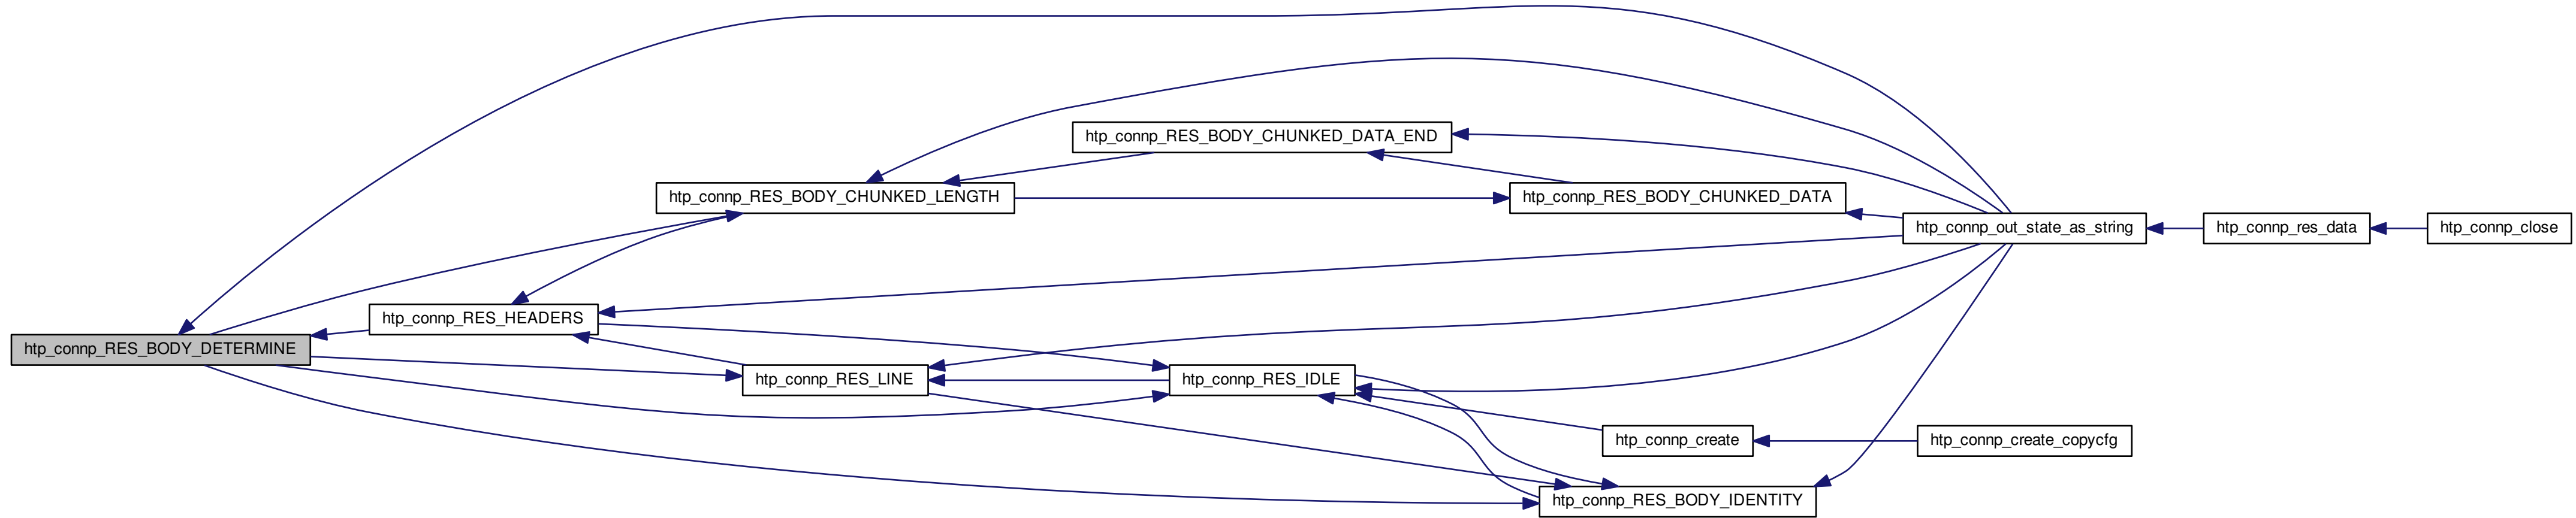 htp_connp_RES_BODY_CHUNKED_DATA_END
htp_connp_RES_BODY_CHUNKED_LENGTH
htp_connp_RES_BODY_CHUNKED_DATA
htp_connp_out_state_as_string
htp_connp_res_data
htp_connp_close
htp_connp_RES_HEADERS
htp_connp_RES_BODY_DETERMINE
htp_connp_RES_LINE
htp_connp_RES_IDLE
htp_connp_create
htp_connp_create_copycfg
htp_connp_RES_BODY_IDENTITY